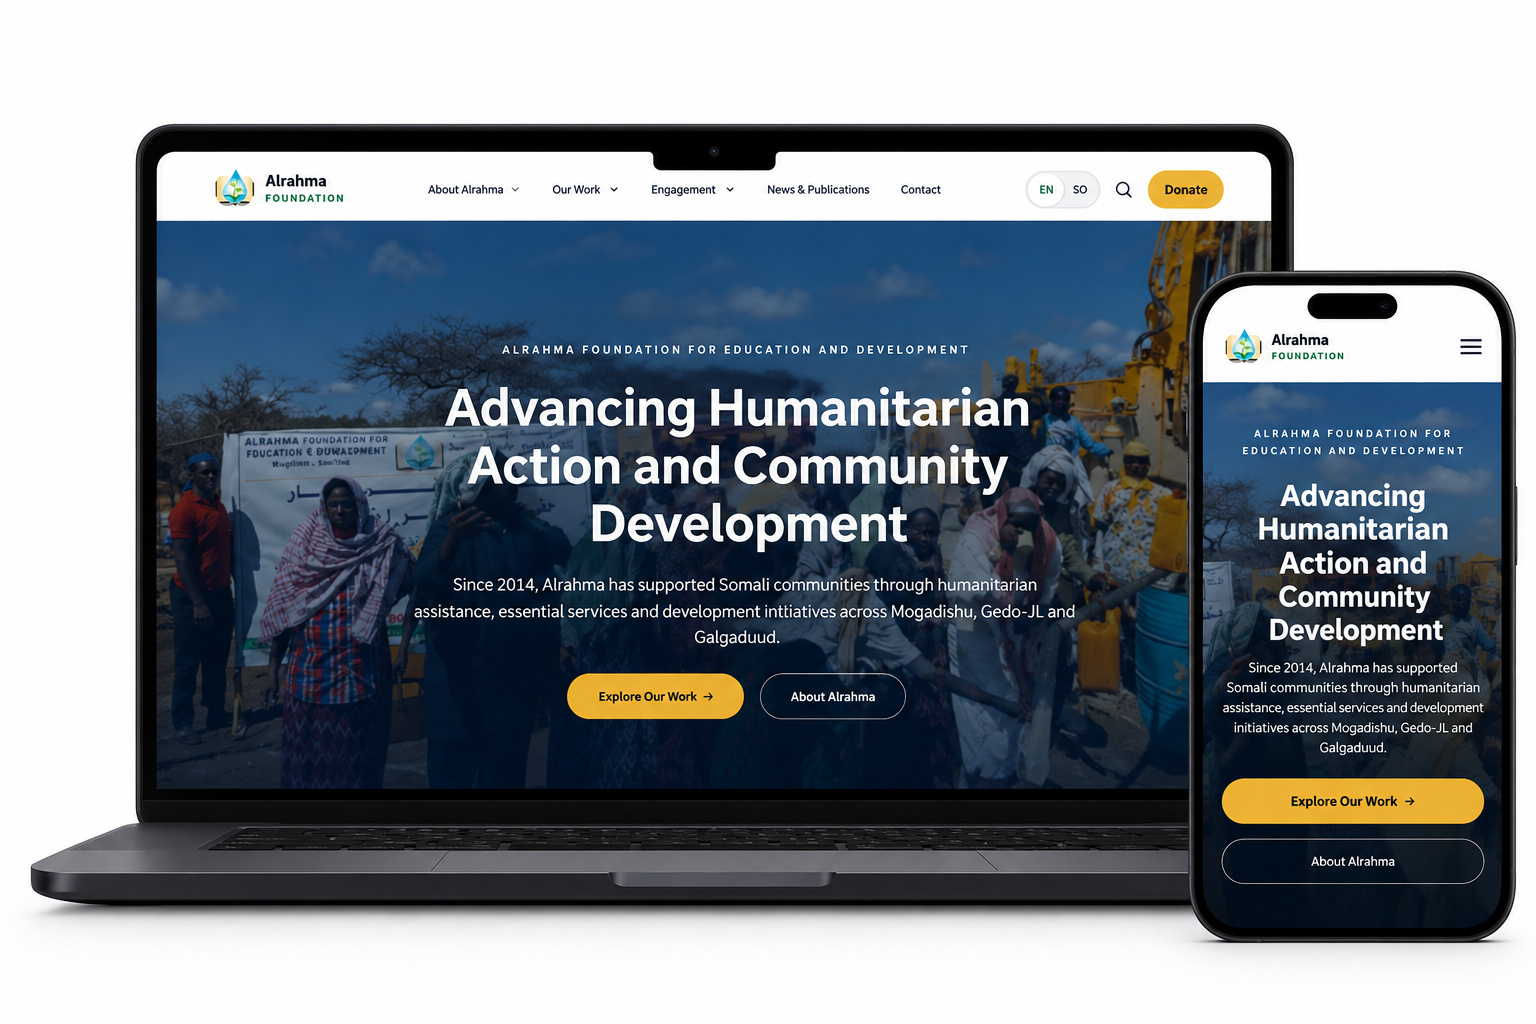 Alrahma
FOUNDATION
About Alrahma
Our Work
Engagement
News & Publications
Contact
EN
SO
Donate
ALRAHMA FOUNDATION FOR EDUCATION AND DEVELOPMENT
Advancing Humanitarian
Action and Community
Development
Since 2014, Alrahma has supported Somali communities through humanitarian
assistance, essential services and development inttiatives across Mogadishu, Gedo-JL and
Galgaduud.
Explore Our Work →
About Alrahma
ALRAHMA FOUNDATION FOR
Alrahma
FOUNDATION
ALRAHMA FOUNDATION FOR
EDUCATION AND DEVELOPMENT
Advancing
Humanitarian
Action and
Community
Development
Since 2014, Alrahma has supported
Somali communities through humanitarian
assistance, essential services and development
initiatives across Mogadishu, Gedo-JL and
Galgaduud.
Explore Our Work →
About Alrahma